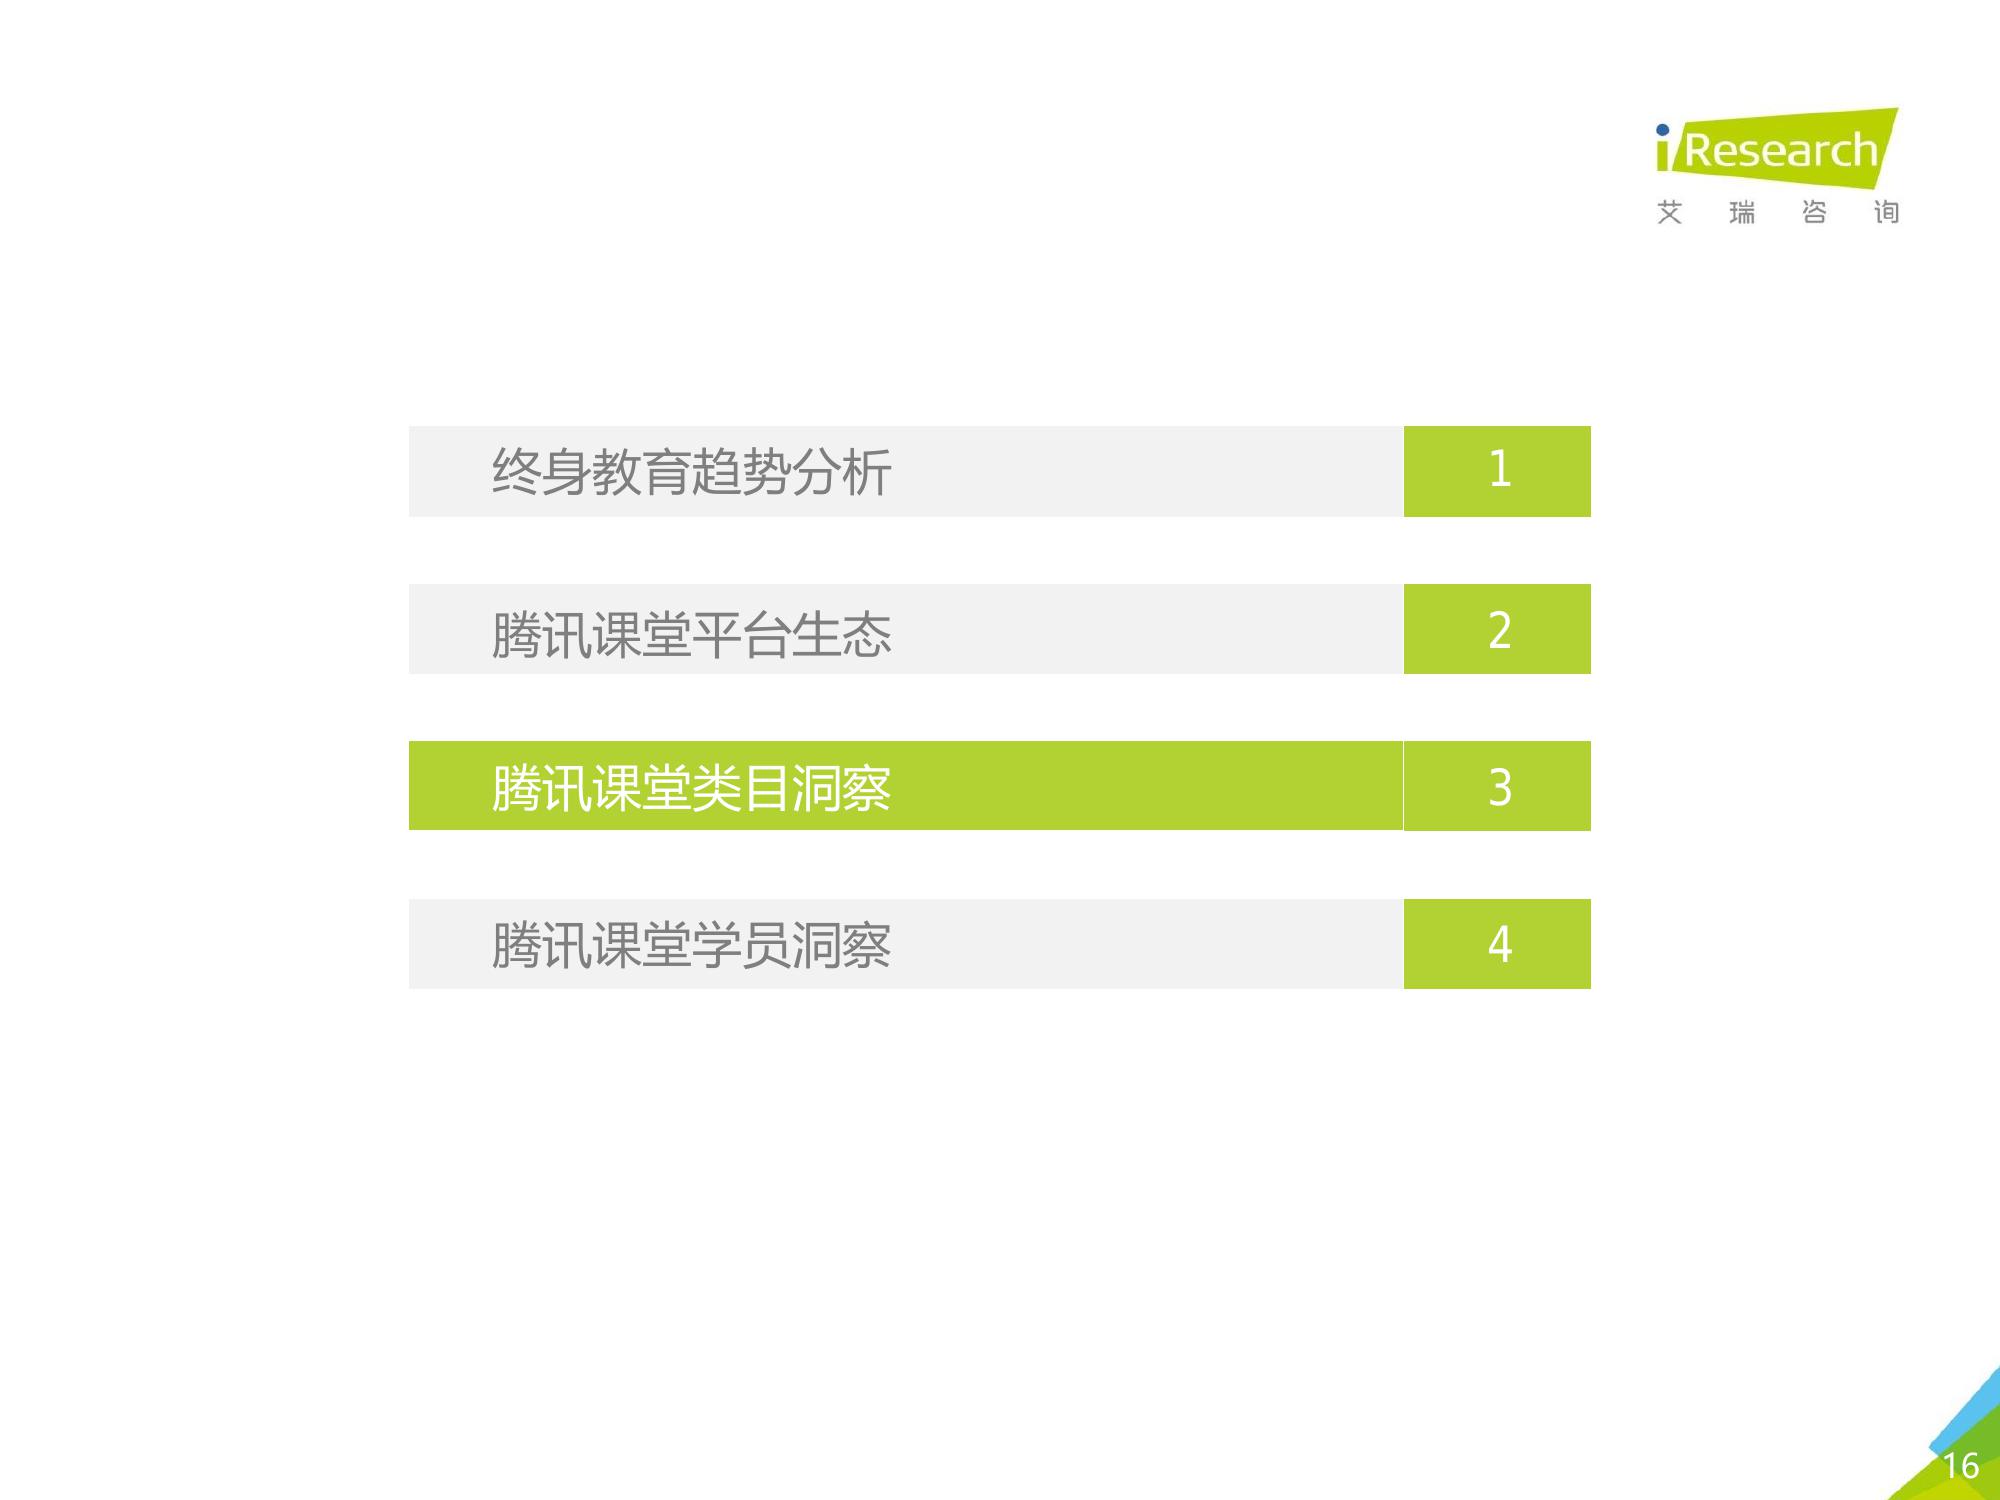 iResearch
艾瑞咨询
终身教育趋势分析 1
腾讯课堂平台生态 2
腾讯课堂类目洞察 3
腾讯课堂学员洞察 4
16